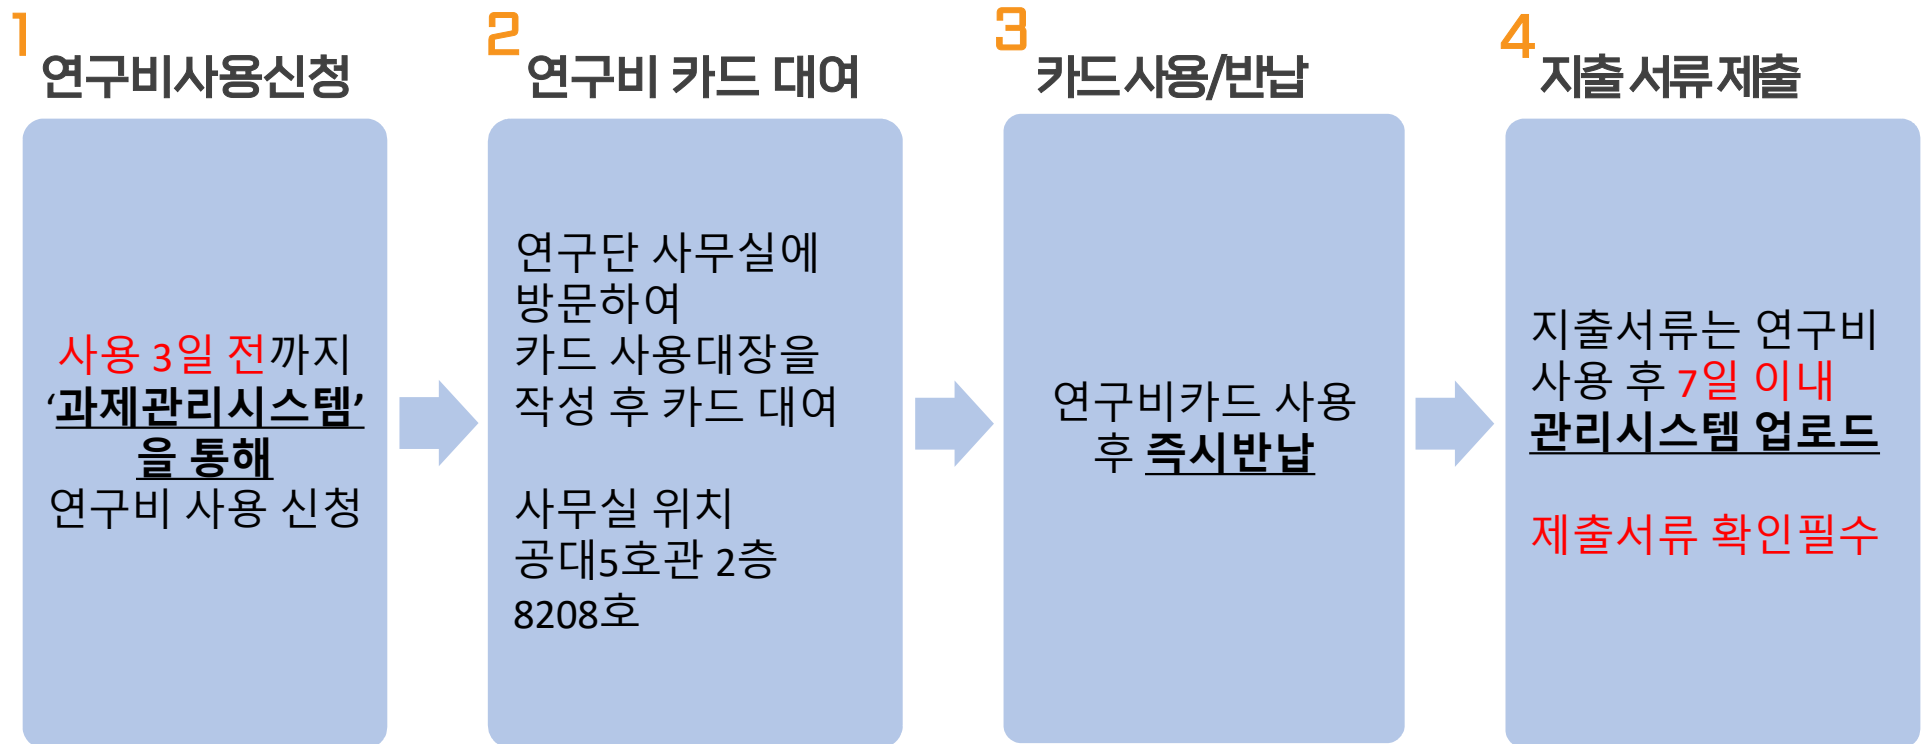 1
연구비사용신청
사용 3일 전까지
‘과제관리시스템’
을 통해
연구비 사용 신청
2
연구비 카드 대여
연구단 사무실에
방문하여
카드 사용대장을
작성 후 카드 대여
사무실 위치
공대5호관 2층
8208호
3
카드 사용/반납
연구비카드 사용
후 즉시반납
4
지출 서류 제출
지출서류는 연구비
사용 후 7일 이내
관리시스템 업로드
제출서류 확인필수